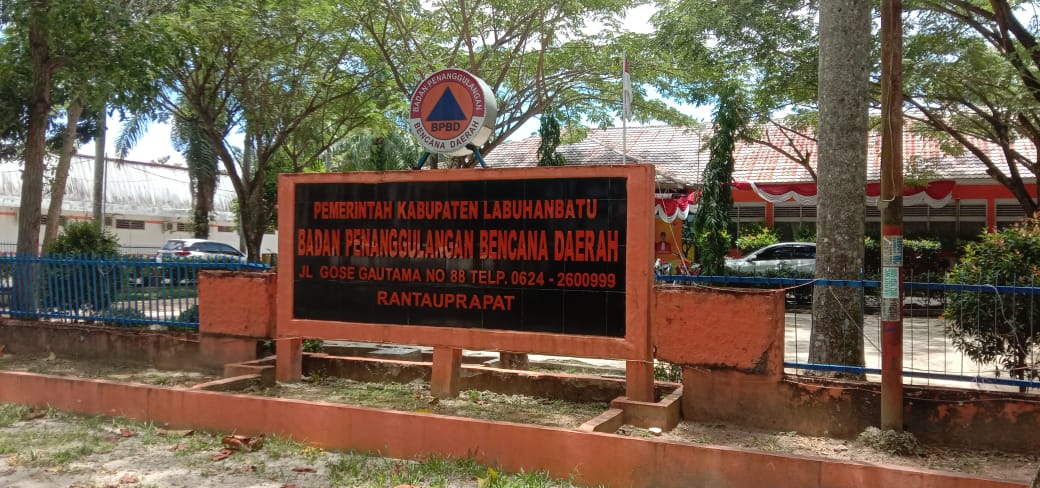 BADAN PENANGGULANGAN
BPBD
BENCANA DAERAH
PEMERINTAH KABUPATEN LABUHANBATU
BADAN PENANGGULANGAN BENCANA DAERAH
JL GOSE GAUTAMA NO 88 TELP. 0624 - 2600999
RANTAUPRAPAT